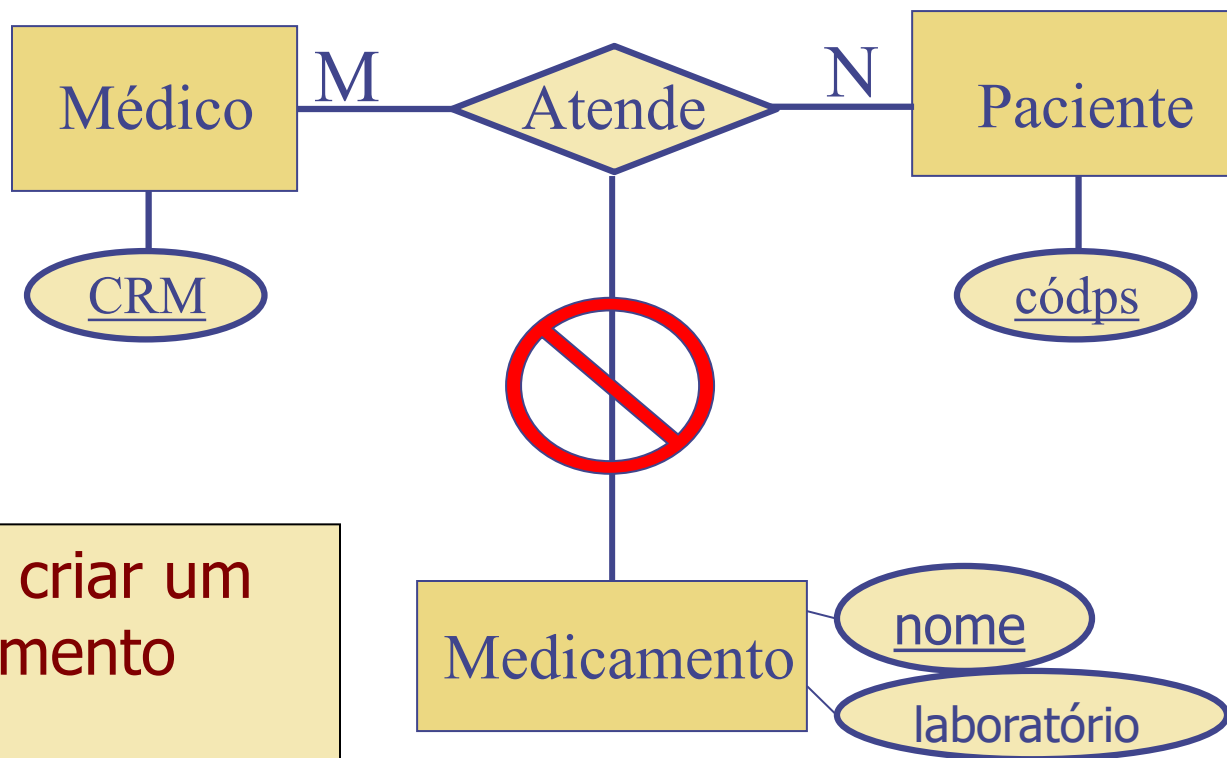 Médico
M
Atende
N
Paciente
CRM
códps
criar um
mento
Medicamento
nome
laboratório